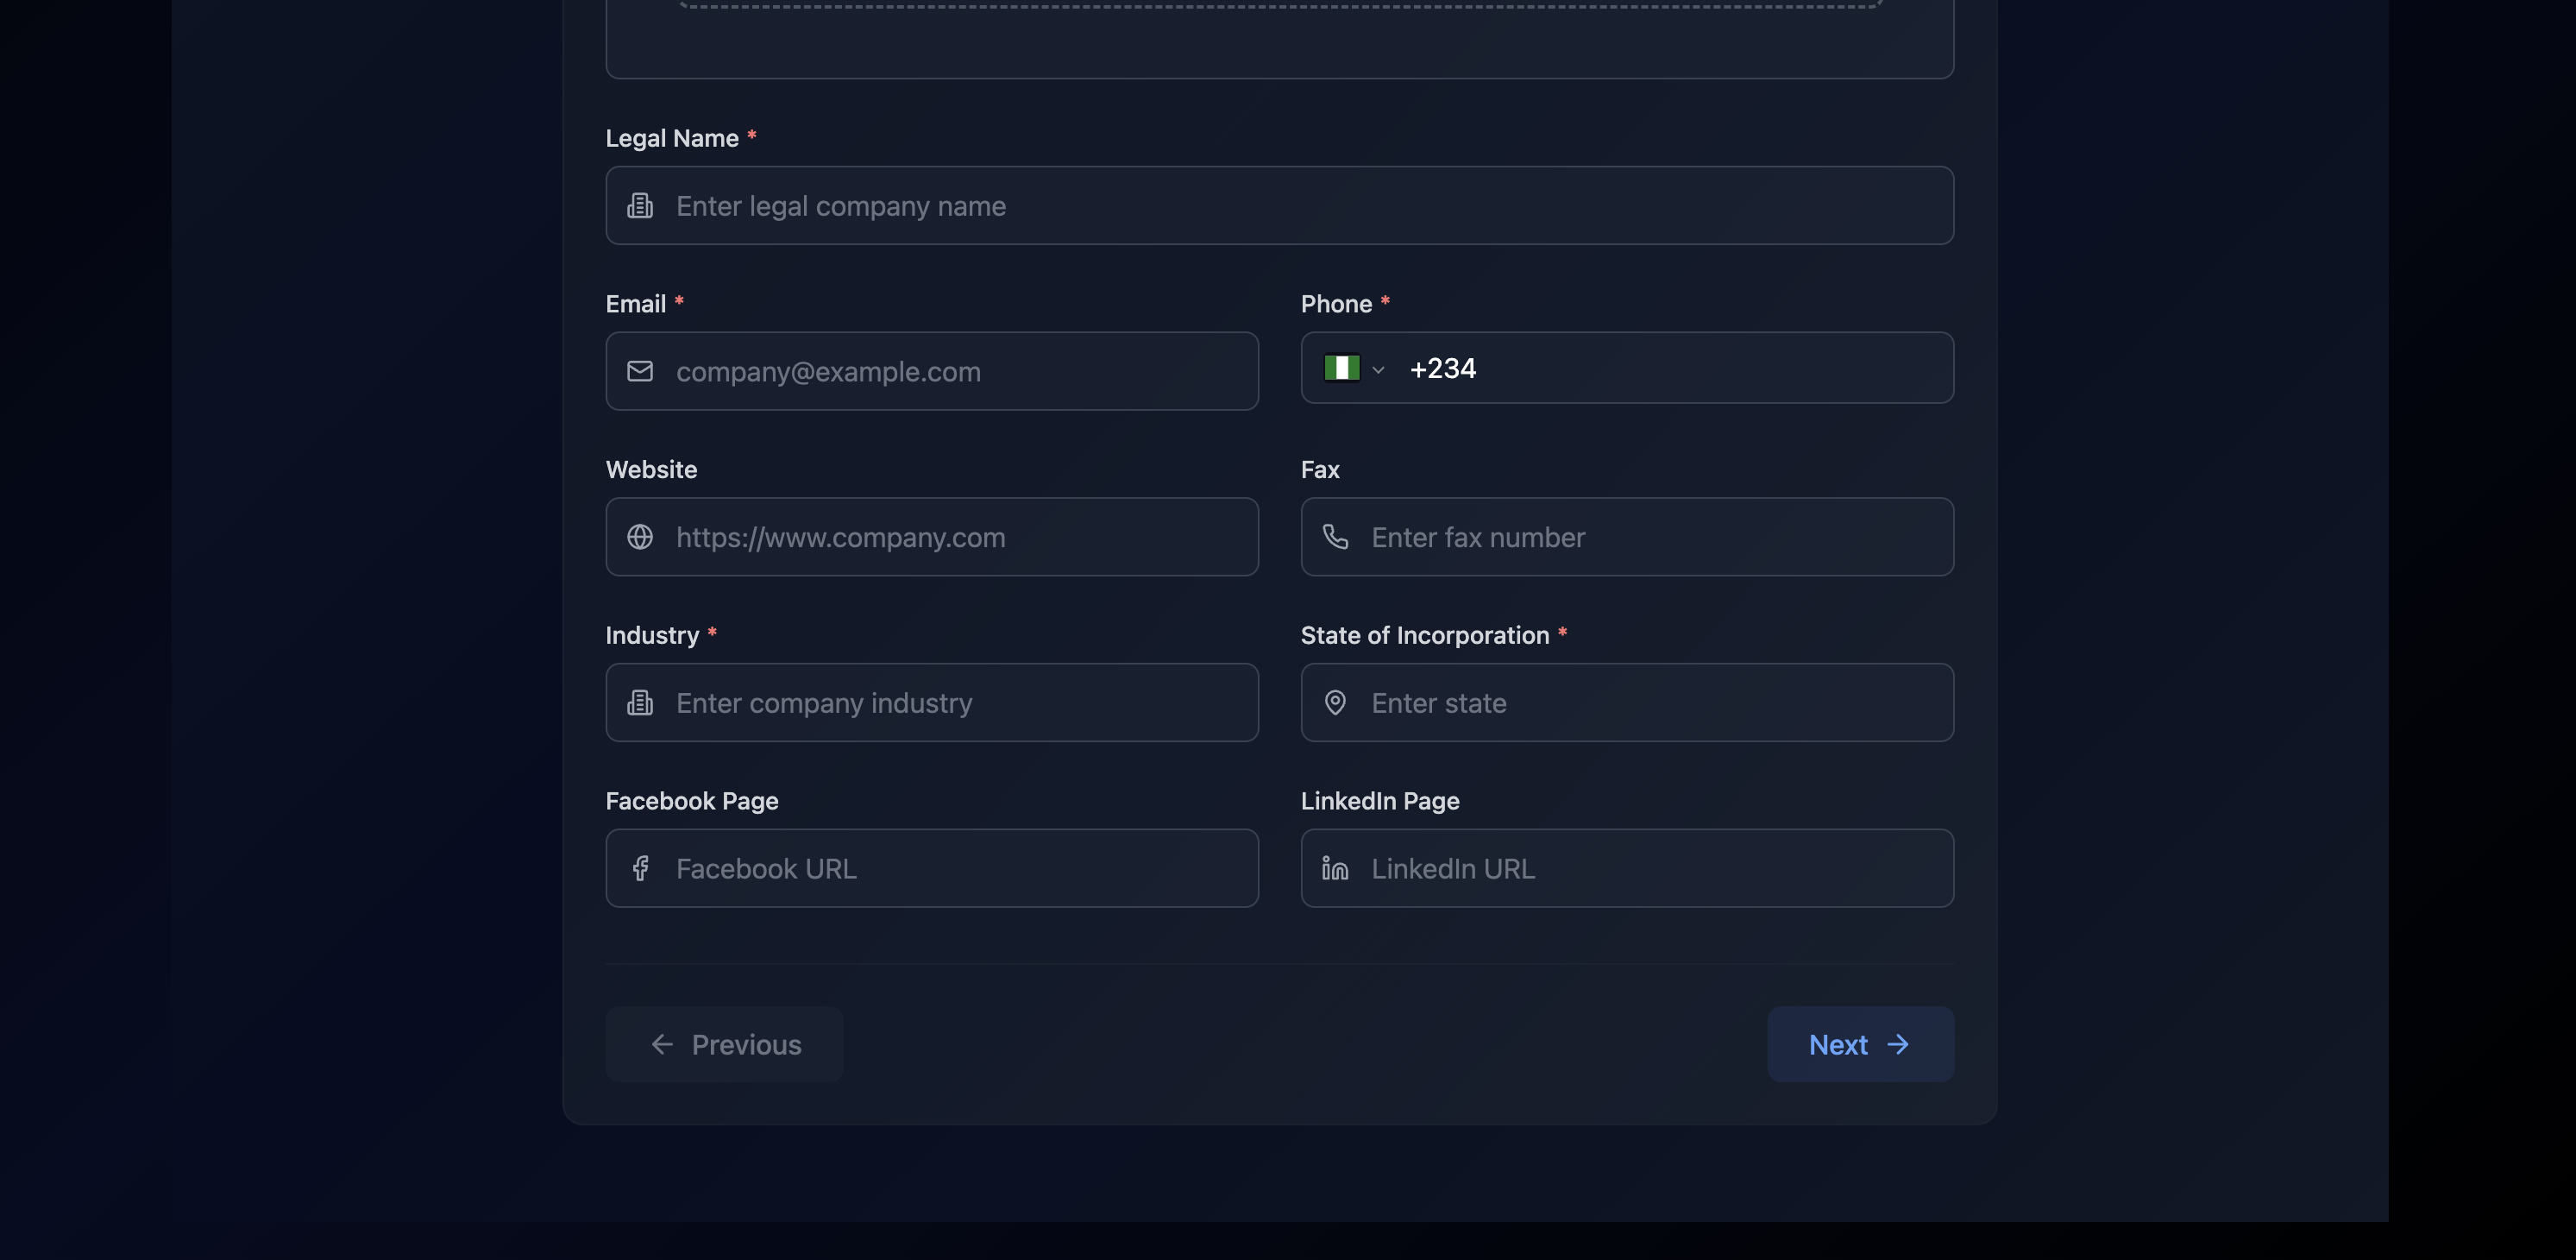 Legal Name *
Enter legal company name
Email *
Phone *
company@example.com
+234
Website
Fax
https://www.company.com
Enter fax number
Industry *
State of Incorporation *
Enter company industry
Enter state
Facebook Page
LinkedIn Page
Facebook URL
LinkedIn URL
Previous
Next